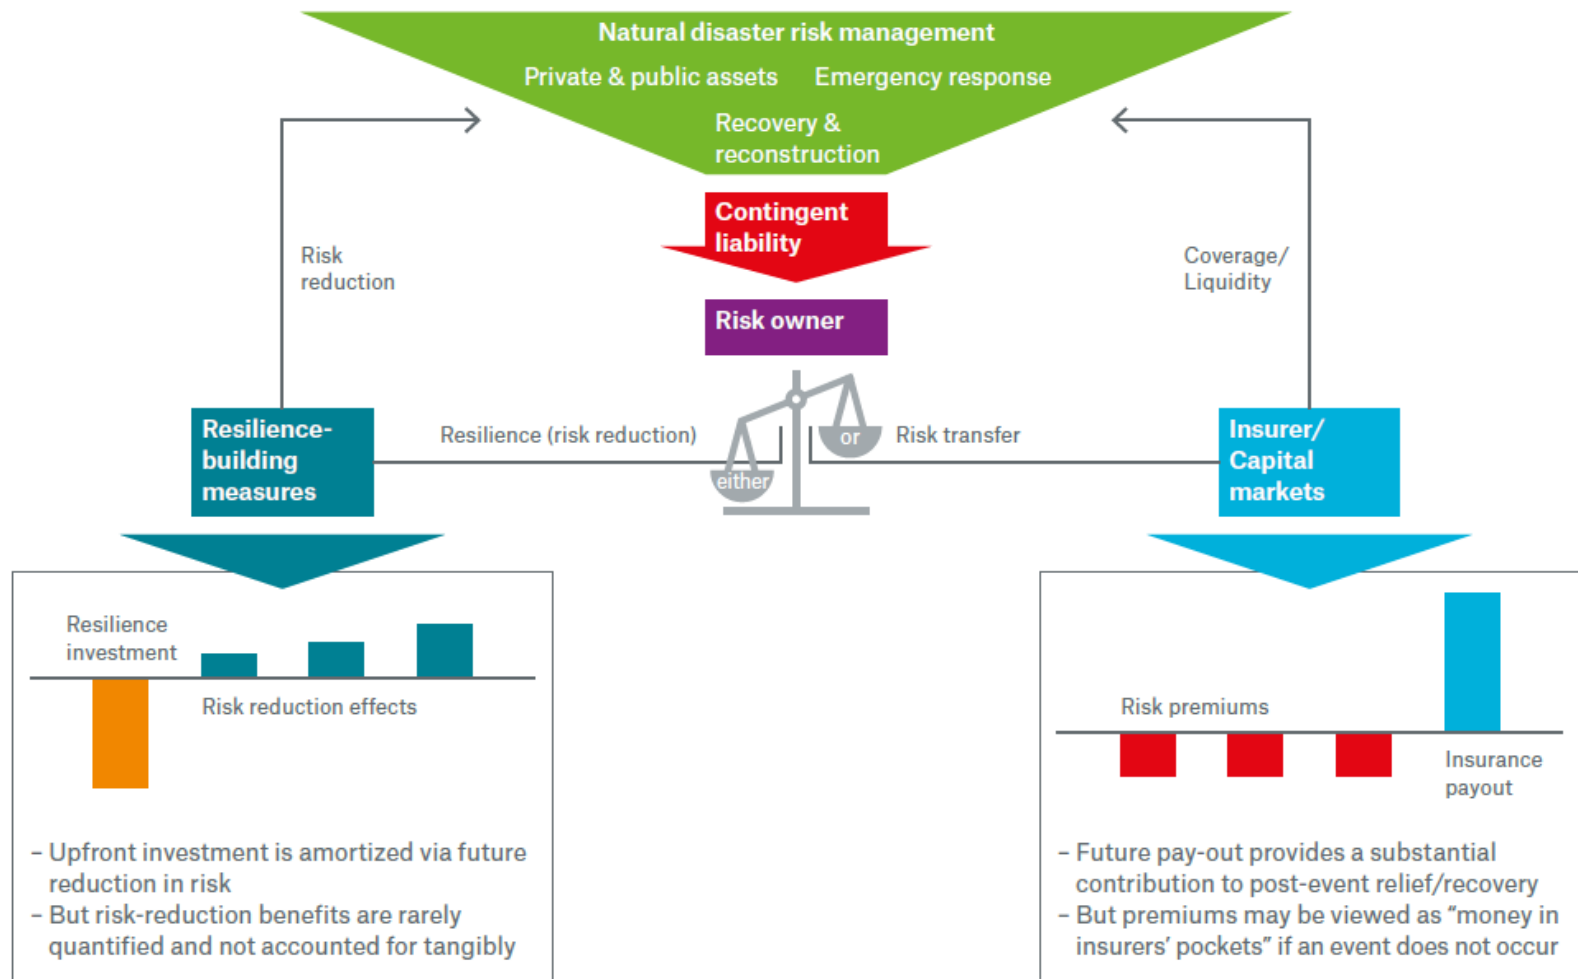 Natural disaster risk management
Private & public assets
Emergency response
Recovery &
reconstruction
Contingent
liability
Risk
reduction
Coverage/
Liquidity
Risk owner
Resilience-
building
measures
Resilience (risk reduction)
either
or
Risk transfer
Insurer/
Capital
markets
Resilience
investment
Risk reduction effects
– Upfront investment is amortized via future
reduction in risk
– But risk-reduction benefits are rarely
quantified and not accounted for tangibly
Risk premiums
Insurance
payout
– Future pay-out provides a substantial
contribution to post-event relief/recovery
– But premiums may be viewed as “money in
insurers’ pockets” if an event does not occur